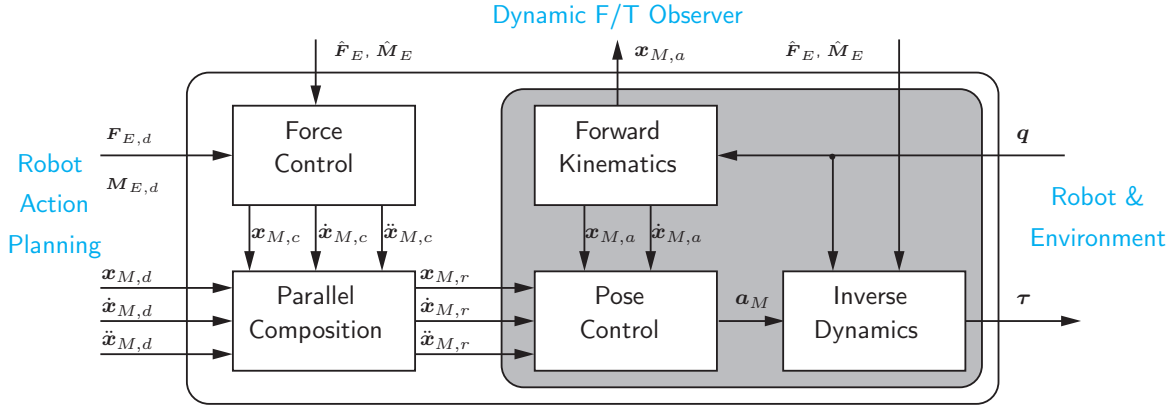 Dynamic F/T Observer
F̂_E, M̂_E
x_{M,a}
F̂_E, M̂_E
F_{E,d}
M_{E,d}
Force
Control
Forward
Kinematics
q
Robot
Action
Planning
Robot &
Environment
x_{M,c} ẋ_{M,c} ẍ_{M,c}
x_{M,a} ẋ_{M,a}
x_{M,d}
ẋ_{M,d}
ẍ_{M,d}
Parallel
Composition
x_{M,r}
ẋ_{M,r}
ẍ_{M,r}
Pose
Control
a_M
Inverse
Dynamics
τ